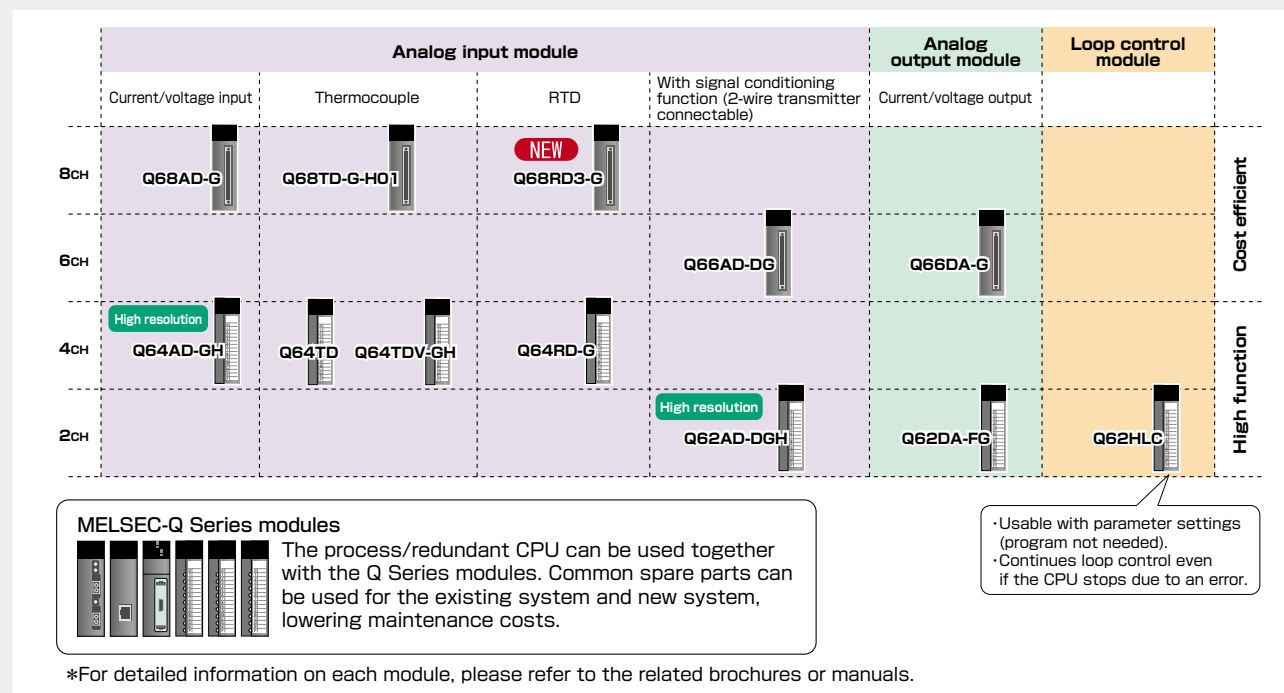 Analog input module
Analog
output module
Loop control
module
Current/voltage input
Thermocouple
RTD
With signal conditioning
function (2-wire transmitter
connectable)
Current/voltage output
8CH
Q68AD-G
Q68TD-G-H01
NEW
Q68RD3-G
Cost efficient
6CH
Q66AD-DG
Q66DA-G
4CH
High resolution
Q64AD-GH
Q64TD
Q64TDV-GH
Q64RD-G
High function
2CH
High resolution
Q62AD-DGH
Q62DA-FG
Q62HLC
･Usable with parameter settings
(program not needed).
･Continues loop control even
if the CPU stops due to an error.
MELSEC-Q Series modules
The process/redundant CPU can be used together
with the Q Series modules. Common spare parts can
be used for the existing system and new system,
lowering maintenance costs.
*For detailed information on each module, please refer to the related brochures or manuals.